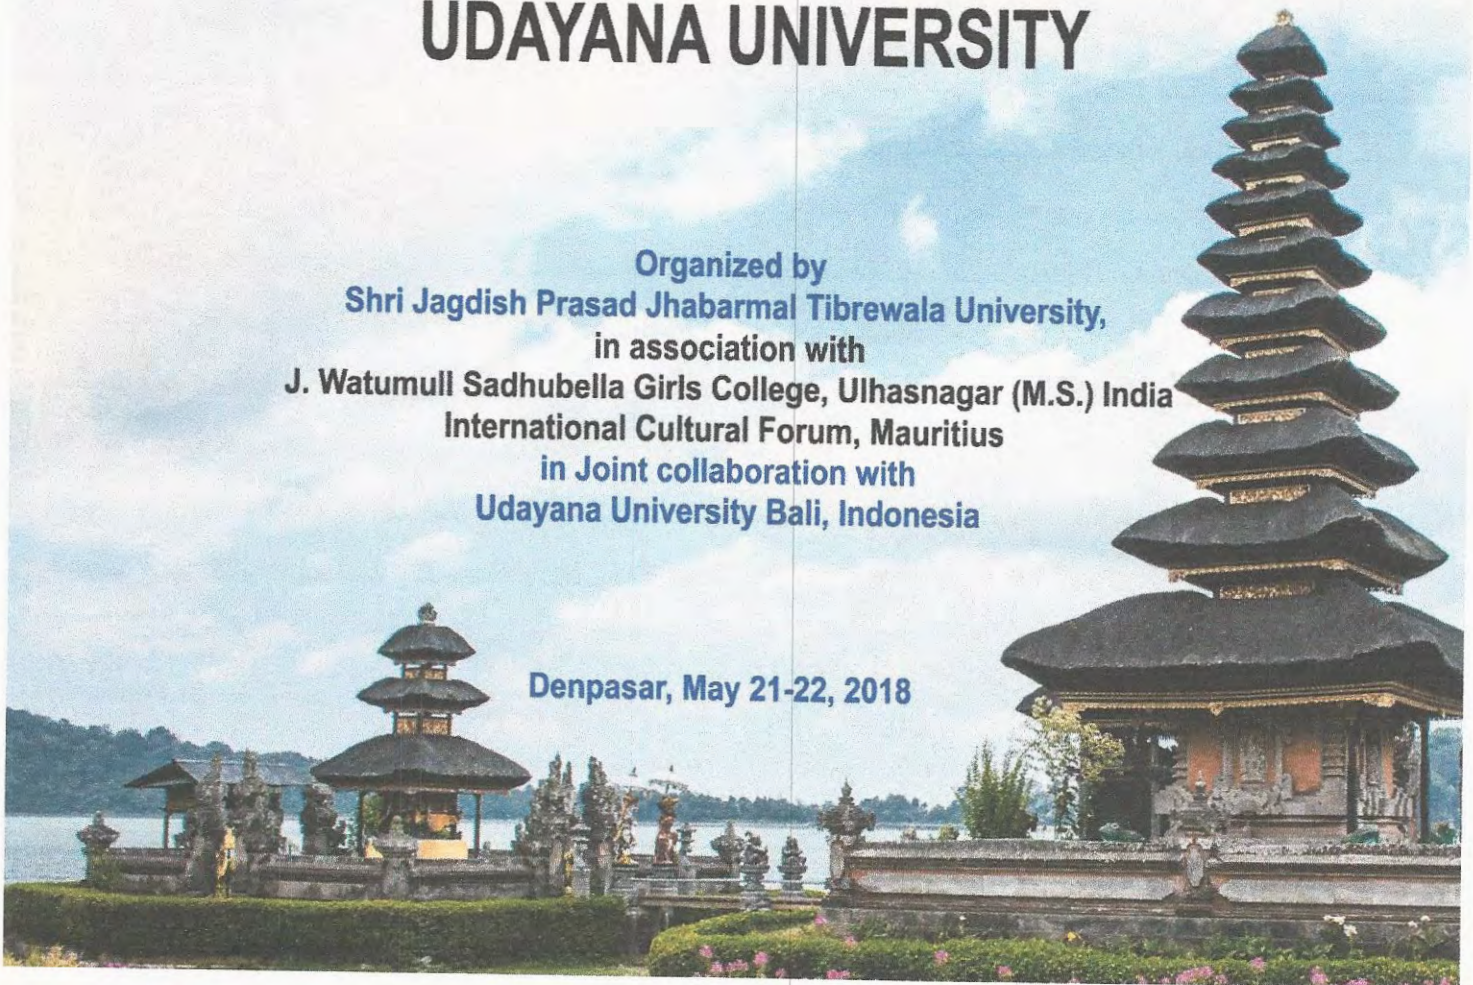 UDAYANA UNIVERSITY
Organized by
Shri Jagdish Prasad Jhabarmal Tibrewala University,
in association with
J. Watumull Sadhubella Girls College, Ulhasnagar (M.S.) India
International Cultural Forum, Mauritius
in Joint collaboration with
Udayana University Bali, Indonesia
Denpasar, May 21-22, 2018